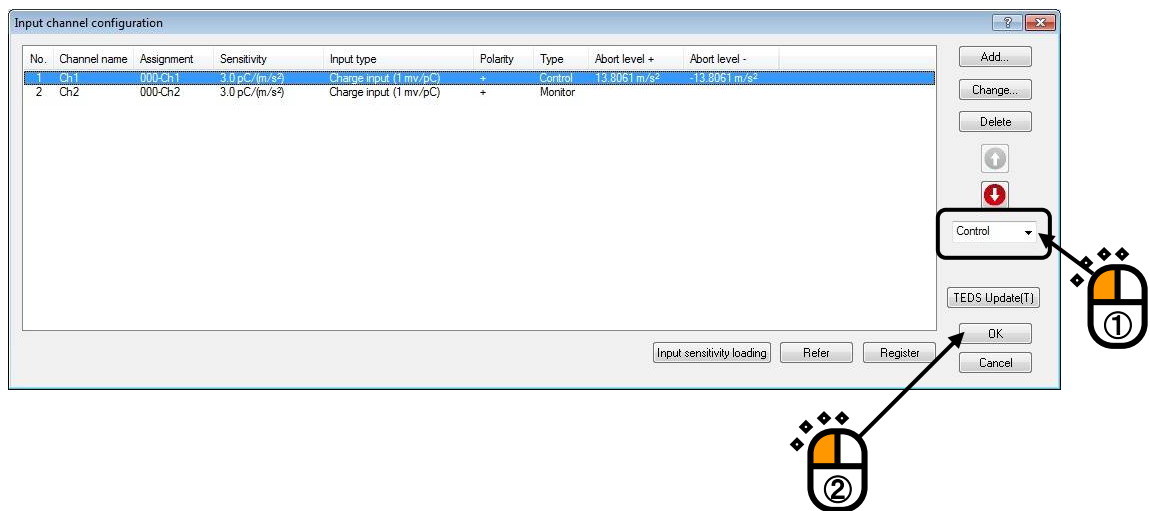 Input channel configuration
?
No. Channel name Assignment Sensitivity Input type Polarity Type Abort level + Abort level -
1 Ch1 000-Ch1 3.0 pC/(m/s²) Charge input (1 mv/pC) + Control 13.8061 m/s² -13.8061 m/s²
2 Ch2 000-Ch2 3.0 pC/(m/s²) Charge input (1 mv/pC) + Monitor
Add...
Change...
Delete
Control
TEDS Update(T)
①
OK
Input sensitivity loading Refer Register
Cancel
②